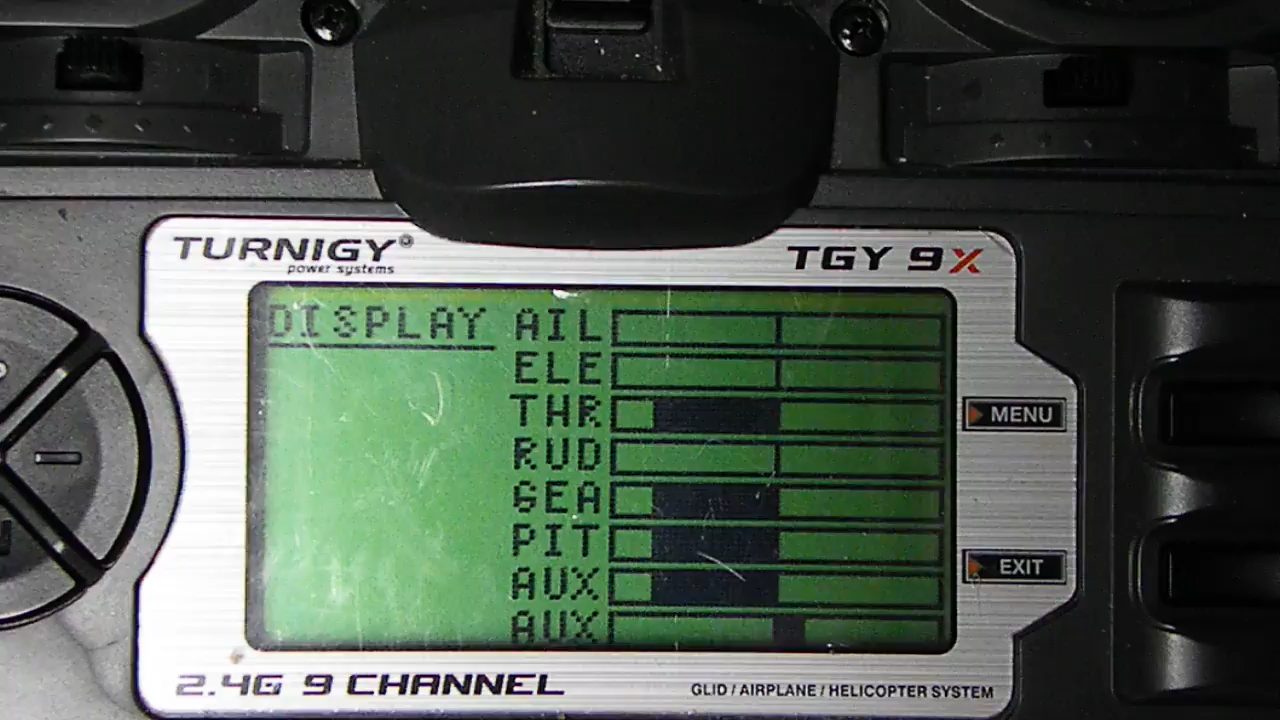 TURNIGY®
power systems
TGY 9X
DISPLAY
AIL
ELE
THR
RUD
GEA
PIT
AUX
AUX
MENU
EXIT
2.4G 9 CHANNEL
GLID / AIRPLANE / HELICOPTER SYSTEM